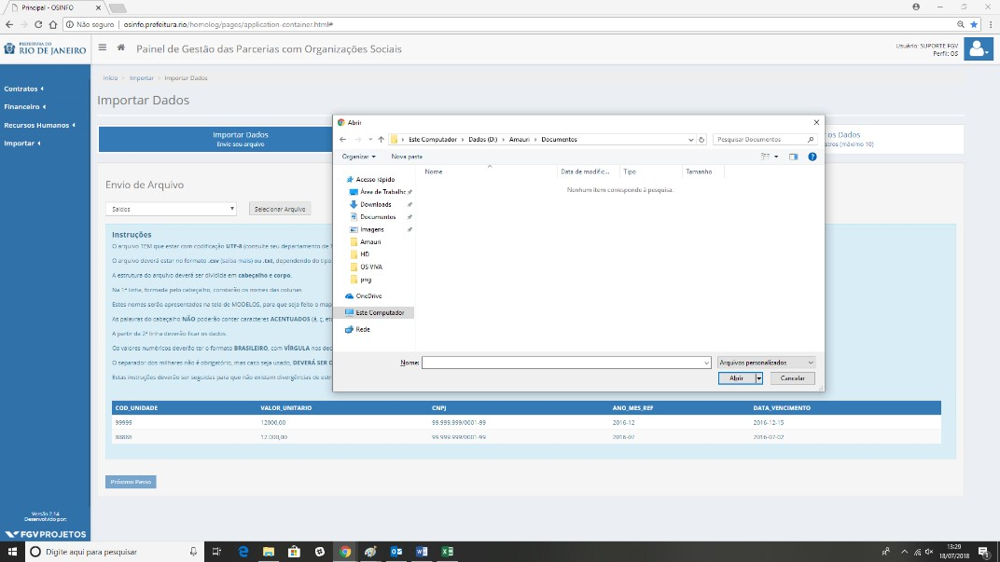 Principal - OSINFO
Não seguro | osinfo.prefeitura.rio/homolog/pages/application-container.html#
PREFEITURA DO
RIO DE JANEIRO
Painel de Gestão das Parcerias com Organizações Sociais
Usuário: SUPORTE FGV
Perfil: OS
Contratos
Financeiro
Recursos Humanos
Importar
Início > Importar > Importar Dados
Importar Dados
Importar Dados
Envie seu arquivo
os Dados
stros (máximo 10)
Envio de Arquivo
Saldos
Selecionar Arquivo
Instruções
O arquivo TEM que estar com codificação UTF-8 (consulte seu departamento de
O arquivo deverá estar no formato .csv (saiba mais) ou .txt, dependendo do tipo
A estrutura do arquivo deverá ser dividida em cabeçalho e corpo.
Na 1ª linha, formada pelo cabeçalho, constarão os nomes das colunas
Estes nomes serão apresentados na tela de MODELOS, para que seja feito o map
As palavras do cabeçalho NÃO poderão conter caracteres ACENTUADOS (á, ç, et
A partir da 2ª linha deverão ficar os dados.
Os valores numéricos deverão ter o formato BRASILEIRO, com VÍRGULA nos dec
O separador dos milhares não é obrigatório, mas caso seja usado, DEVERÁ SER
Estas instruções deverão ser seguidas para que não existam divergências de estr
COD_UNIDADE VALOR_UNITARIO CNPJ ANO_MES_REF DATA_VENCIMENTO
99999 12000,00 99.999.999/0001-99 2016-12 2016-12-15
88888 12.000,00 99.999.999/0001-99 2016-07 2016-07-02
Próximo Passo
Versão 2.14
Desenvolvido por:
FGV PROJETOS
Abrir
Este Computador > Dados (D:) > Amauri > Documentos
Pesquisar Documentos
Organizar
Nova pasta
Nome Data de modific... Tipo Tamanho
Nenhum item corresponde à pesquisa.
Acesso rápido
Área de Trabalho
Downloads
Documentos
Imagens
Amauri
HD
OS VIVA
png
OneDrive
Este Computador
Rede
Nome:
Arquivos personalizados
Abrir
Cancelar
Digite aqui para pesquisar
13:29
18/07/2018